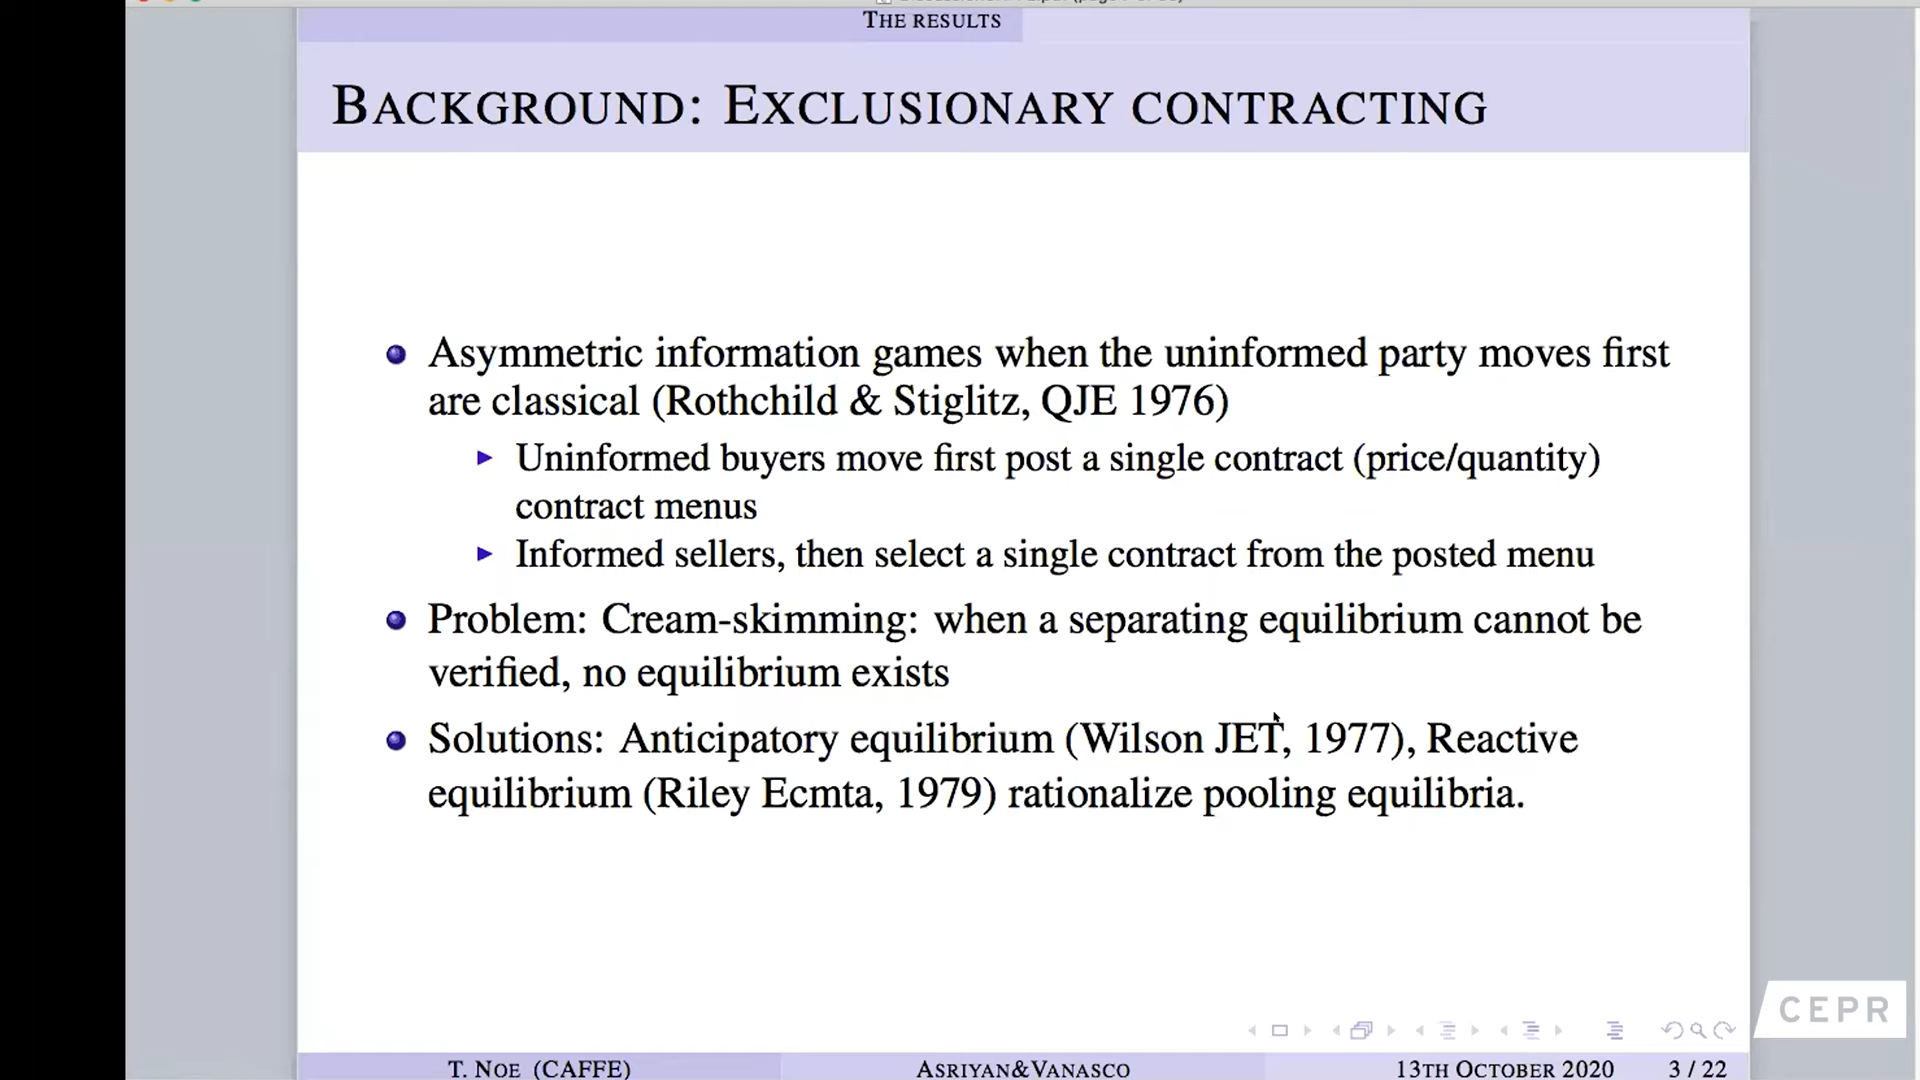 THE RESULTS
BACKGROUND: EXCLUSIONARY CONTRACTING
Asymmetric information games when the uninformed party moves first
are classical (Rothchild & Stiglitz, QJE 1976)
Uninformed buyers move first post a single contract (price/quantity)
contract menus
Informed sellers, then select a single contract from the posted menu
Problem: Cream-skimming: when a separating equilibrium cannot be
verified, no equilibrium exists
Solutions: Anticipatory equilibrium (Wilson JET, 1977), Reactive
equilibrium (Riley Ecmta, 1979) rationalize pooling equilibria.
CEPR
T. NOE (CAFFE) ASRIYAN&VANASCO 13TH OCTOBER 2020 3 / 22